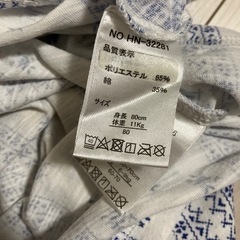 NO HN-32281
品質表示
ポリエステル 65%
綿 35%
サイズ
身長 80cm
体重 11Kg
80